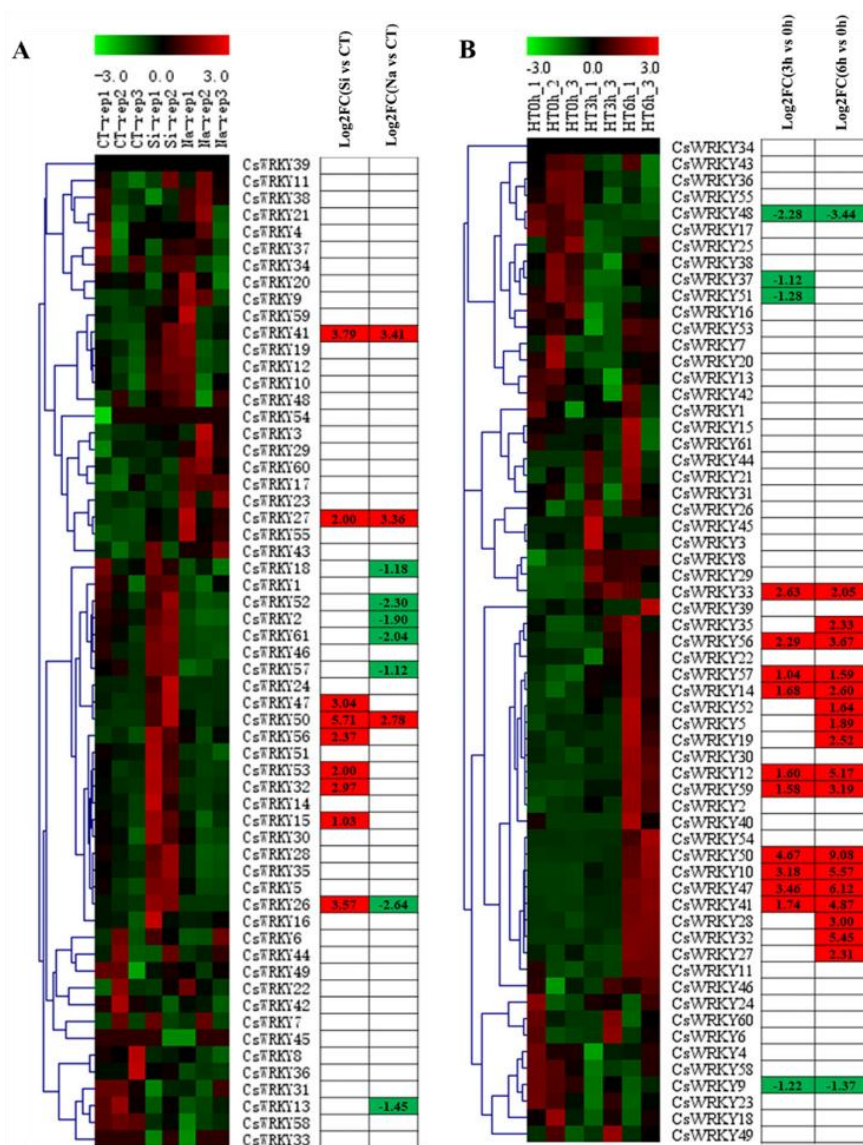 A
-3.0 0.0 3.0
CT-rep1
CT-rep2
CT-rep3
Si-rep1
Si-rep2
Na-rep1
Na-rep2
Na-rep3
Log2FC(Si vs CT)
Log2FC(Na vs CT)
CsWRKY39
CsWRKY11
CsWRKY38
CsWRKY21
CsWRKY4
CsWRKY37
CsWRKY34
CsWRKY20
CsWRKY9
CsWRKY59
CsWRKY41 3.79 3.41
CsWRKY19
CsWRKY12
CsWRKY10
CsWRKY48
CsWRKY54
CsWRKY3
CsWRKY29
CsWRKY60
CsWRKY17
CsWRKY23
CsWRKY27 2.00 3.36
CsWRKY55
CsWRKY43
CsWRKY18 -1.18
CsWRKY1
CsWRKY52 -2.30
CsWRKY2 -1.90
CsWRKY61 -2.04
CsWRKY46
CsWRKY57 -1.12
CsWRKY24
CsWRKY47 3.04
CsWRKY50 5.71 2.78
CsWRKY56 2.37
CsWRKY51
CsWRKY53 2.00
CsWRKY32 2.97
CsWRKY14
CsWRKY15 1.03
CsWRKY30
CsWRKY28
CsWRKY35
CsWRKY5
CsWRKY26 3.57 -2.64
CsWRKY16
CsWRKY6
CsWRKY44
CsWRKY49
CsWRKY22
CsWRKY42
CsWRKY7
CsWRKY45
CsWRKY8
CsWRKY36
CsWRKY31
CsWRKY13 -1.45
CsWRKY58
CsWRKY33
B
-3.0 0.0 3.0
HT0h_1
HT0h_2
HT0h_3
HT3h_1
HT3h_3
HT6h_1
HT6h_3
Log2FC(3h vs 0h)
Log2FC(6h vs 0h)
CsWRKY34
CsWRKY43
CsWRKY36
CsWRKY55
CsWRKY48 -2.28 -3.44
CsWRKY17
CsWRKY25
CsWRKY38
CsWRKY37 -1.12
CsWRKY51 -1.28
CsWRKY16
CsWRKY53
CsWRKY7
CsWRKY20
CsWRKY13
CsWRKY42
CsWRKY1
CsWRKY15
CsWRKY61
CsWRKY44
CsWRKY21
CsWRKY31
CsWRKY26
CsWRKY45
CsWRKY3
CsWRKY8
CsWRKY29
CsWRKY33 2.63 2.05
CsWRKY39
CsWRKY35 2.33
CsWRKY56 2.29 3.67
CsWRKY22
CsWRKY57 1.04 1.59
CsWRKY14 1.68 2.60
CsWRKY52 1.64
CsWRKY5 1.89
CsWRKY19 2.52
CsWRKY30
CsWRKY12 1.60 5.17
CsWRKY59 1.58 3.19
CsWRKY2
CsWRKY40
CsWRKY54
CsWRKY50 4.67 9.08
CsWRKY10 3.18 5.57
CsWRKY47 3.46 6.12
CsWRKY41 1.74 4.87
CsWRKY28 3.00
CsWRKY32 5.45
CsWRKY27 2.31
CsWRKY11
CsWRKY46
CsWRKY24
CsWRKY60
CsWRKY6
CsWRKY4
CsWRKY58
CsWRKY9 -1.22 -1.37
CsWRKY23
CsWRKY18
CsWRKY49